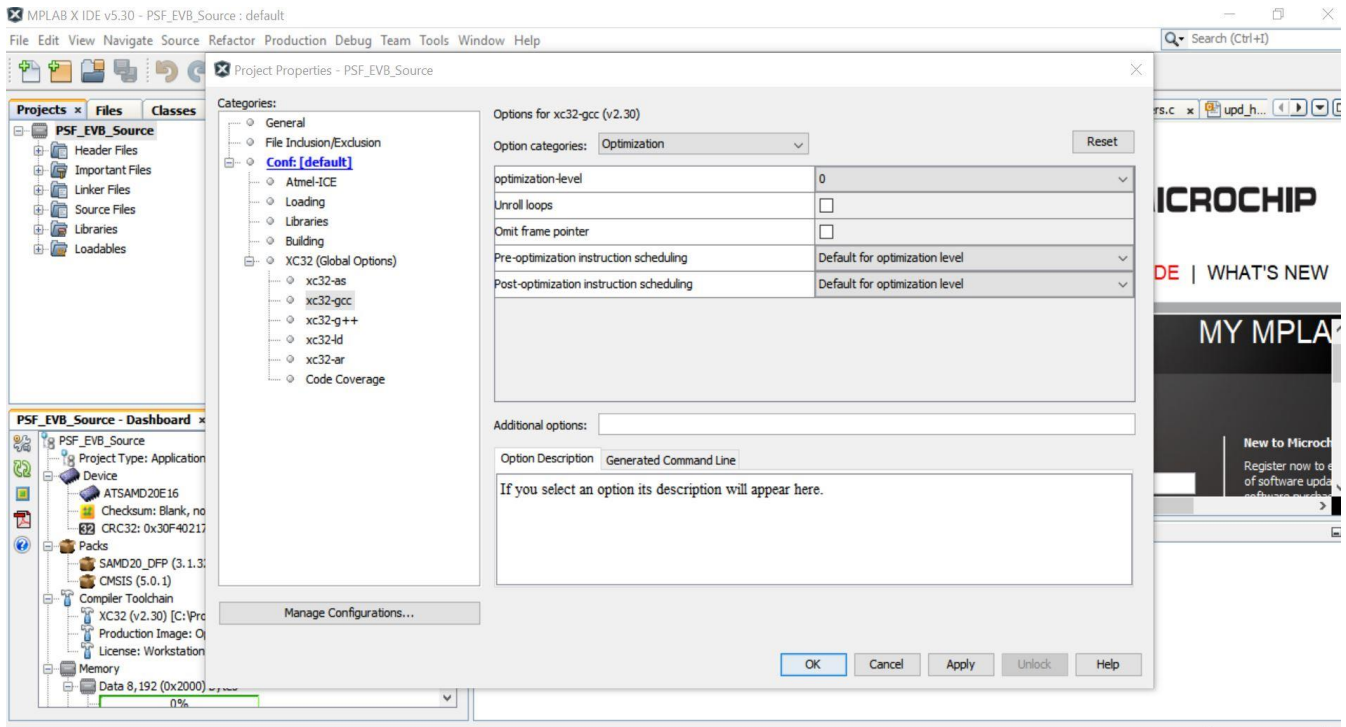 MPLAB X IDE v5.30 - PSF_EVB_Source : default
File Edit View Navigate Source Refactor Production Debug Team Tools Window Help
Search (Ctrl+I)
Projects × Files Classes
PSF_EVB_Source
Header Files
Important Files
Linker Files
Source Files
Libraries
Loadables
Project Properties - PSF_EVB_Source
Categories:
General
File Inclusion/Exclusion
Conf: [default]
Atmel-ICE
Loading
Libraries
Building
XC32 (Global Options)
xc32-as
xc32-gcc
xc32-g++
xc32-ld
xc32-ar
Code Coverage
Manage Configurations...
Options for xc32-gcc (v2.30)
Option categories: Optimization
Reset
optimization-level 0
Unroll loops
Omit frame pointer
Pre-optimization instruction scheduling Default for optimization level
Post-optimization instruction scheduling Default for optimization level
Additional options:
Option Description Generated Command Line
If you select an option its description will appear here.
OK Cancel Apply Unlock Help
rs.c × upd_h...
ICROCHIP
DE | WHAT'S NEW
MY MPLA
New to Microch
Register now to e
of software upda
PSF_EVB_Source - Dashboard ×
PSF_EVB_Source
Project Type: Application
Device
ATSAMD20E16
Checksum: Blank, no
CRC32: 0x30F40217
Packs
SAMD20_DFP (3.1.3
CMSIS (5.0.1)
Compiler Toolchain
XC32 (v2.30) [C:\Pro
Production Image: O
License: Workstation
Memory
Data 8,192 (0x2000) bytes
0%